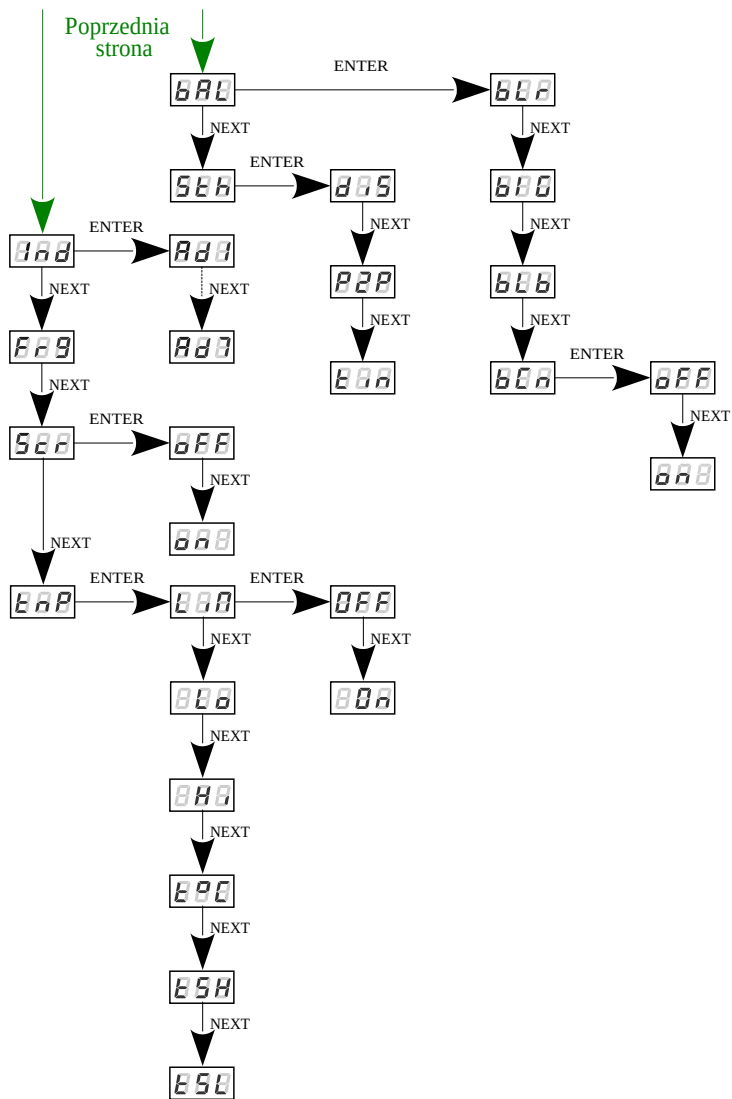 Poprzednia
strona
ENTER
bAL
bLr
NEXT
NEXT
ENTER
Sth
diS
bIG
ENTER
NEXT
NEXT
Ind
Ad1
P2P
bLb
NEXT
NEXT
NEXT
NEXT
Frg
Ad7
ENTER
tin
bCn
oFF
NEXT
ENTER
NEXT
Scr
oFF
NEXT
on
on
NEXT
ENTER
ENTER
tnP
LiM
OFF
NEXT
NEXT
Lo
On
NEXT
Hi
NEXT
t°C
NEXT
tSH
NEXT
tSL